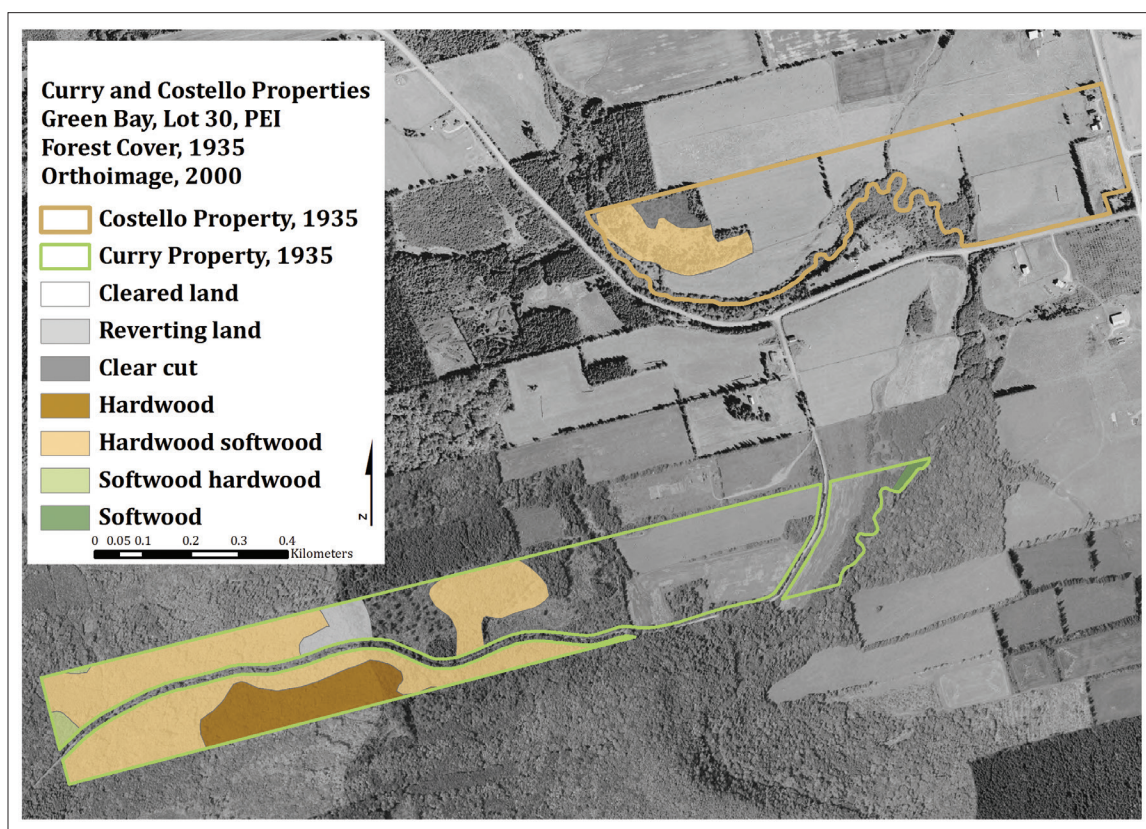 Curry and Costello Properties
Green Bay, Lot 30, PEI
Forest Cover, 1935
Orthoimage, 2000
Costello Property, 1935
Curry Property, 1935
Cleared land
Reverting land
Clear cut
Hardwood
Hardwood softwood
Softwood hardwood
Softwood
N
0 0.05 0.1 0.2 0.3 0.4
Kilometers